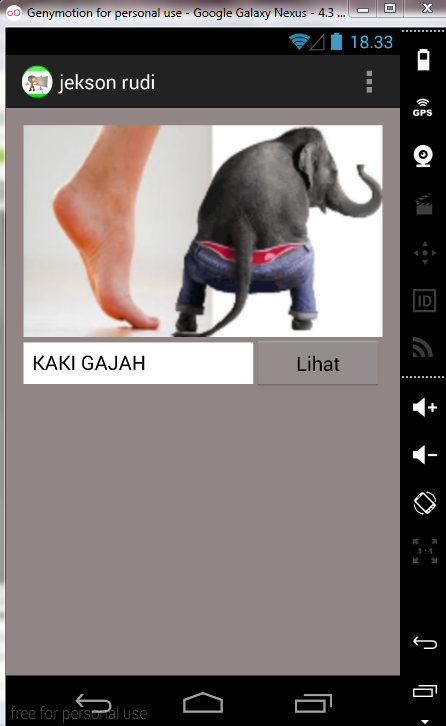 Genymotion for personal use - Google Galaxy Nexus - 4.3 ...
18.33
jekson rudi
GPS
ID
KAKI GAJAH
Lihat
+
-
1:1
free for personal use